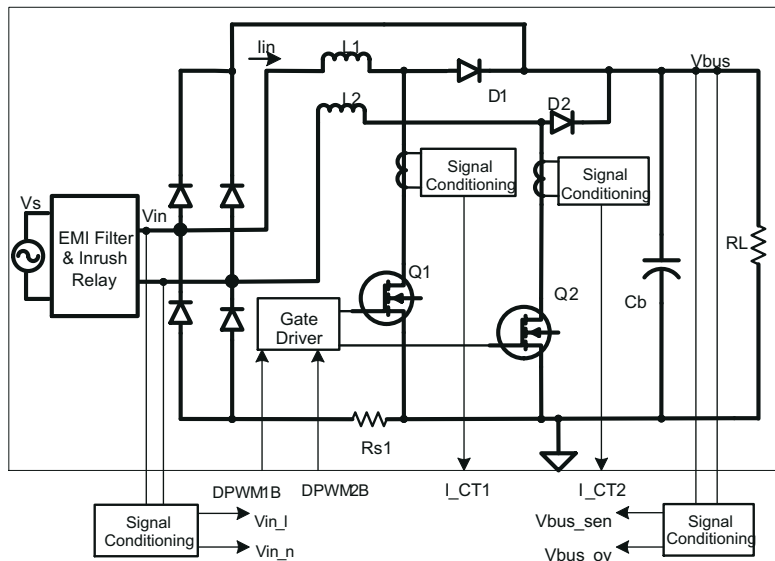 Iin
L1
D1
Vbus
L2
D2
Signal
Conditioning
Signal
Conditioning
Vs
Vin
EMI Filter
& Inrush
Relay
RL
Q1
Q2
Cb
Gate
Driver
Rs1
DPWM1B
DPWM2B
I_CT1
I_CT2
Signal
Conditioning
Vin_l
Vin_n
Vbus_sen
Vbus_ov
Signal
Conditioning